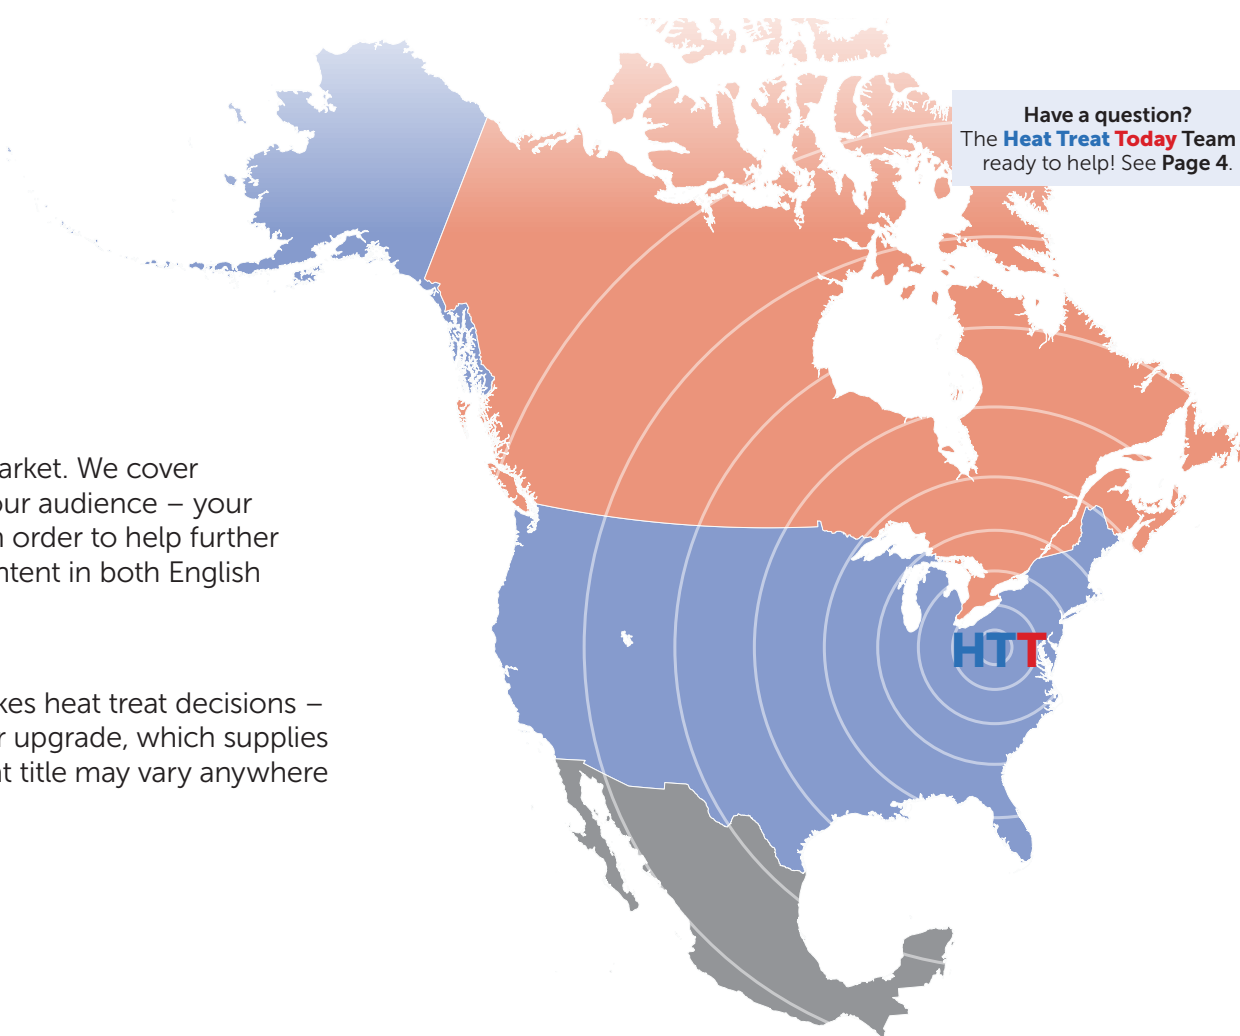 Have a question?
The Heat Treat Today Team
ready to help! See Page 4.
arket. We cover
our audience – your
n order to help further
ntent in both English
HTT
kes heat treat decisions –
r upgrade, which supplies
at title may vary anywhere